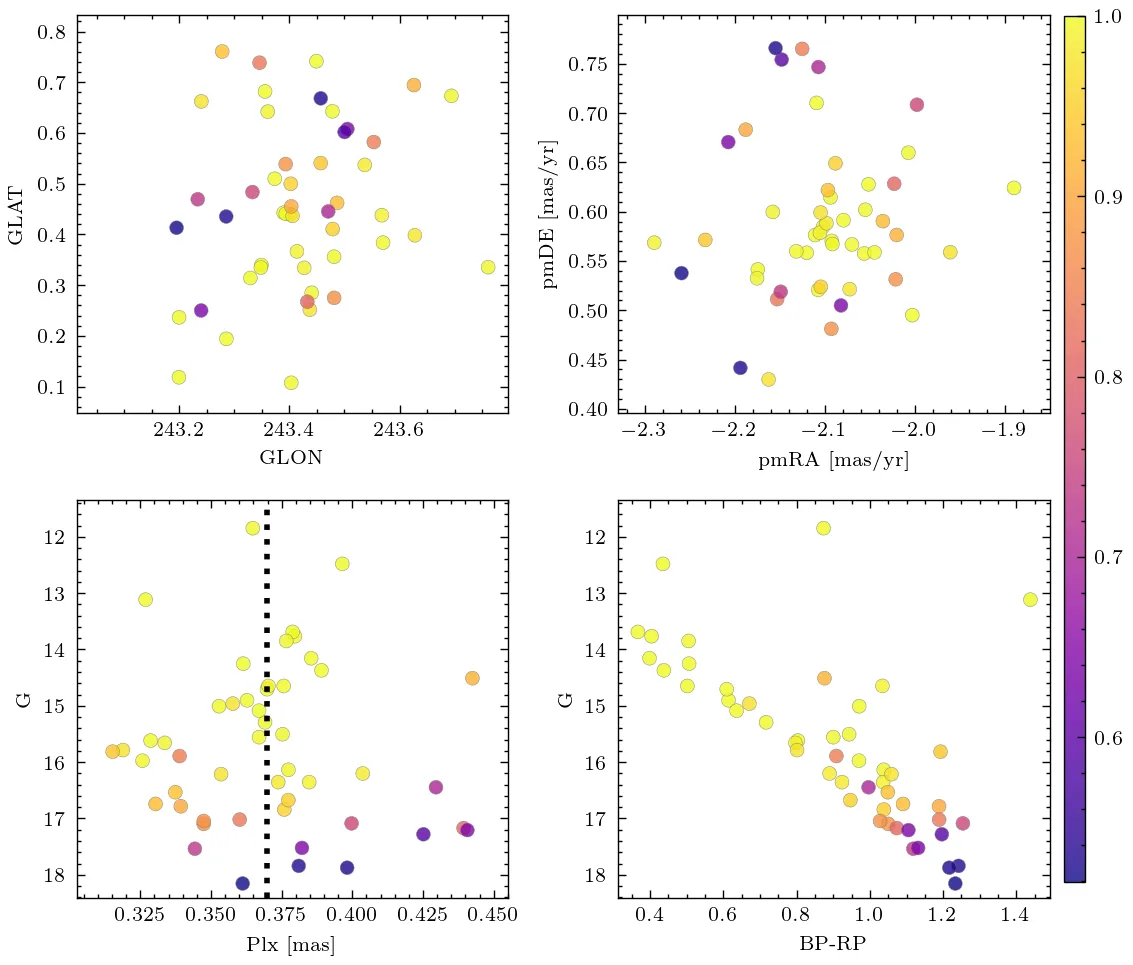 0.8
0.7
0.6
0.5
0.4
0.3
0.2
0.1
GLAT
243.2 243.4 243.6
GLON
0.75
0.70
0.65
0.60
0.55
0.50
0.45
0.40
pmDE [mas/yr]
−2.3 −2.2 −2.1 −2.0 −1.9
pmRA [mas/yr]
1.0
0.9
0.8
0.7
0.6
12
13
14
15
16
17
18
G
0.325 0.350 0.375 0.400 0.425 0.450
Plx [mas]
12
13
14
15
16
17
18
G
0.4 0.6 0.8 1.0 1.2 1.4
BP-RP